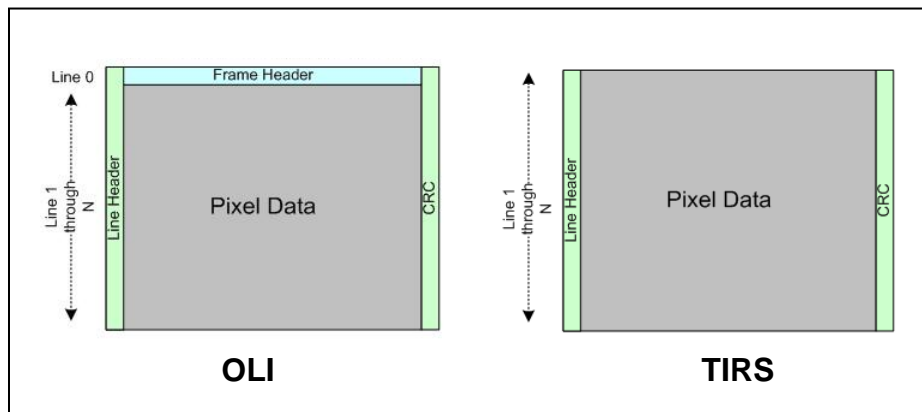 Line 0
Frame Header
Line 1
through
N
Line Header
Pixel Data
CRC
OLI
Line 1
through
N
Line Header
Pixel Data
CRC
TIRS